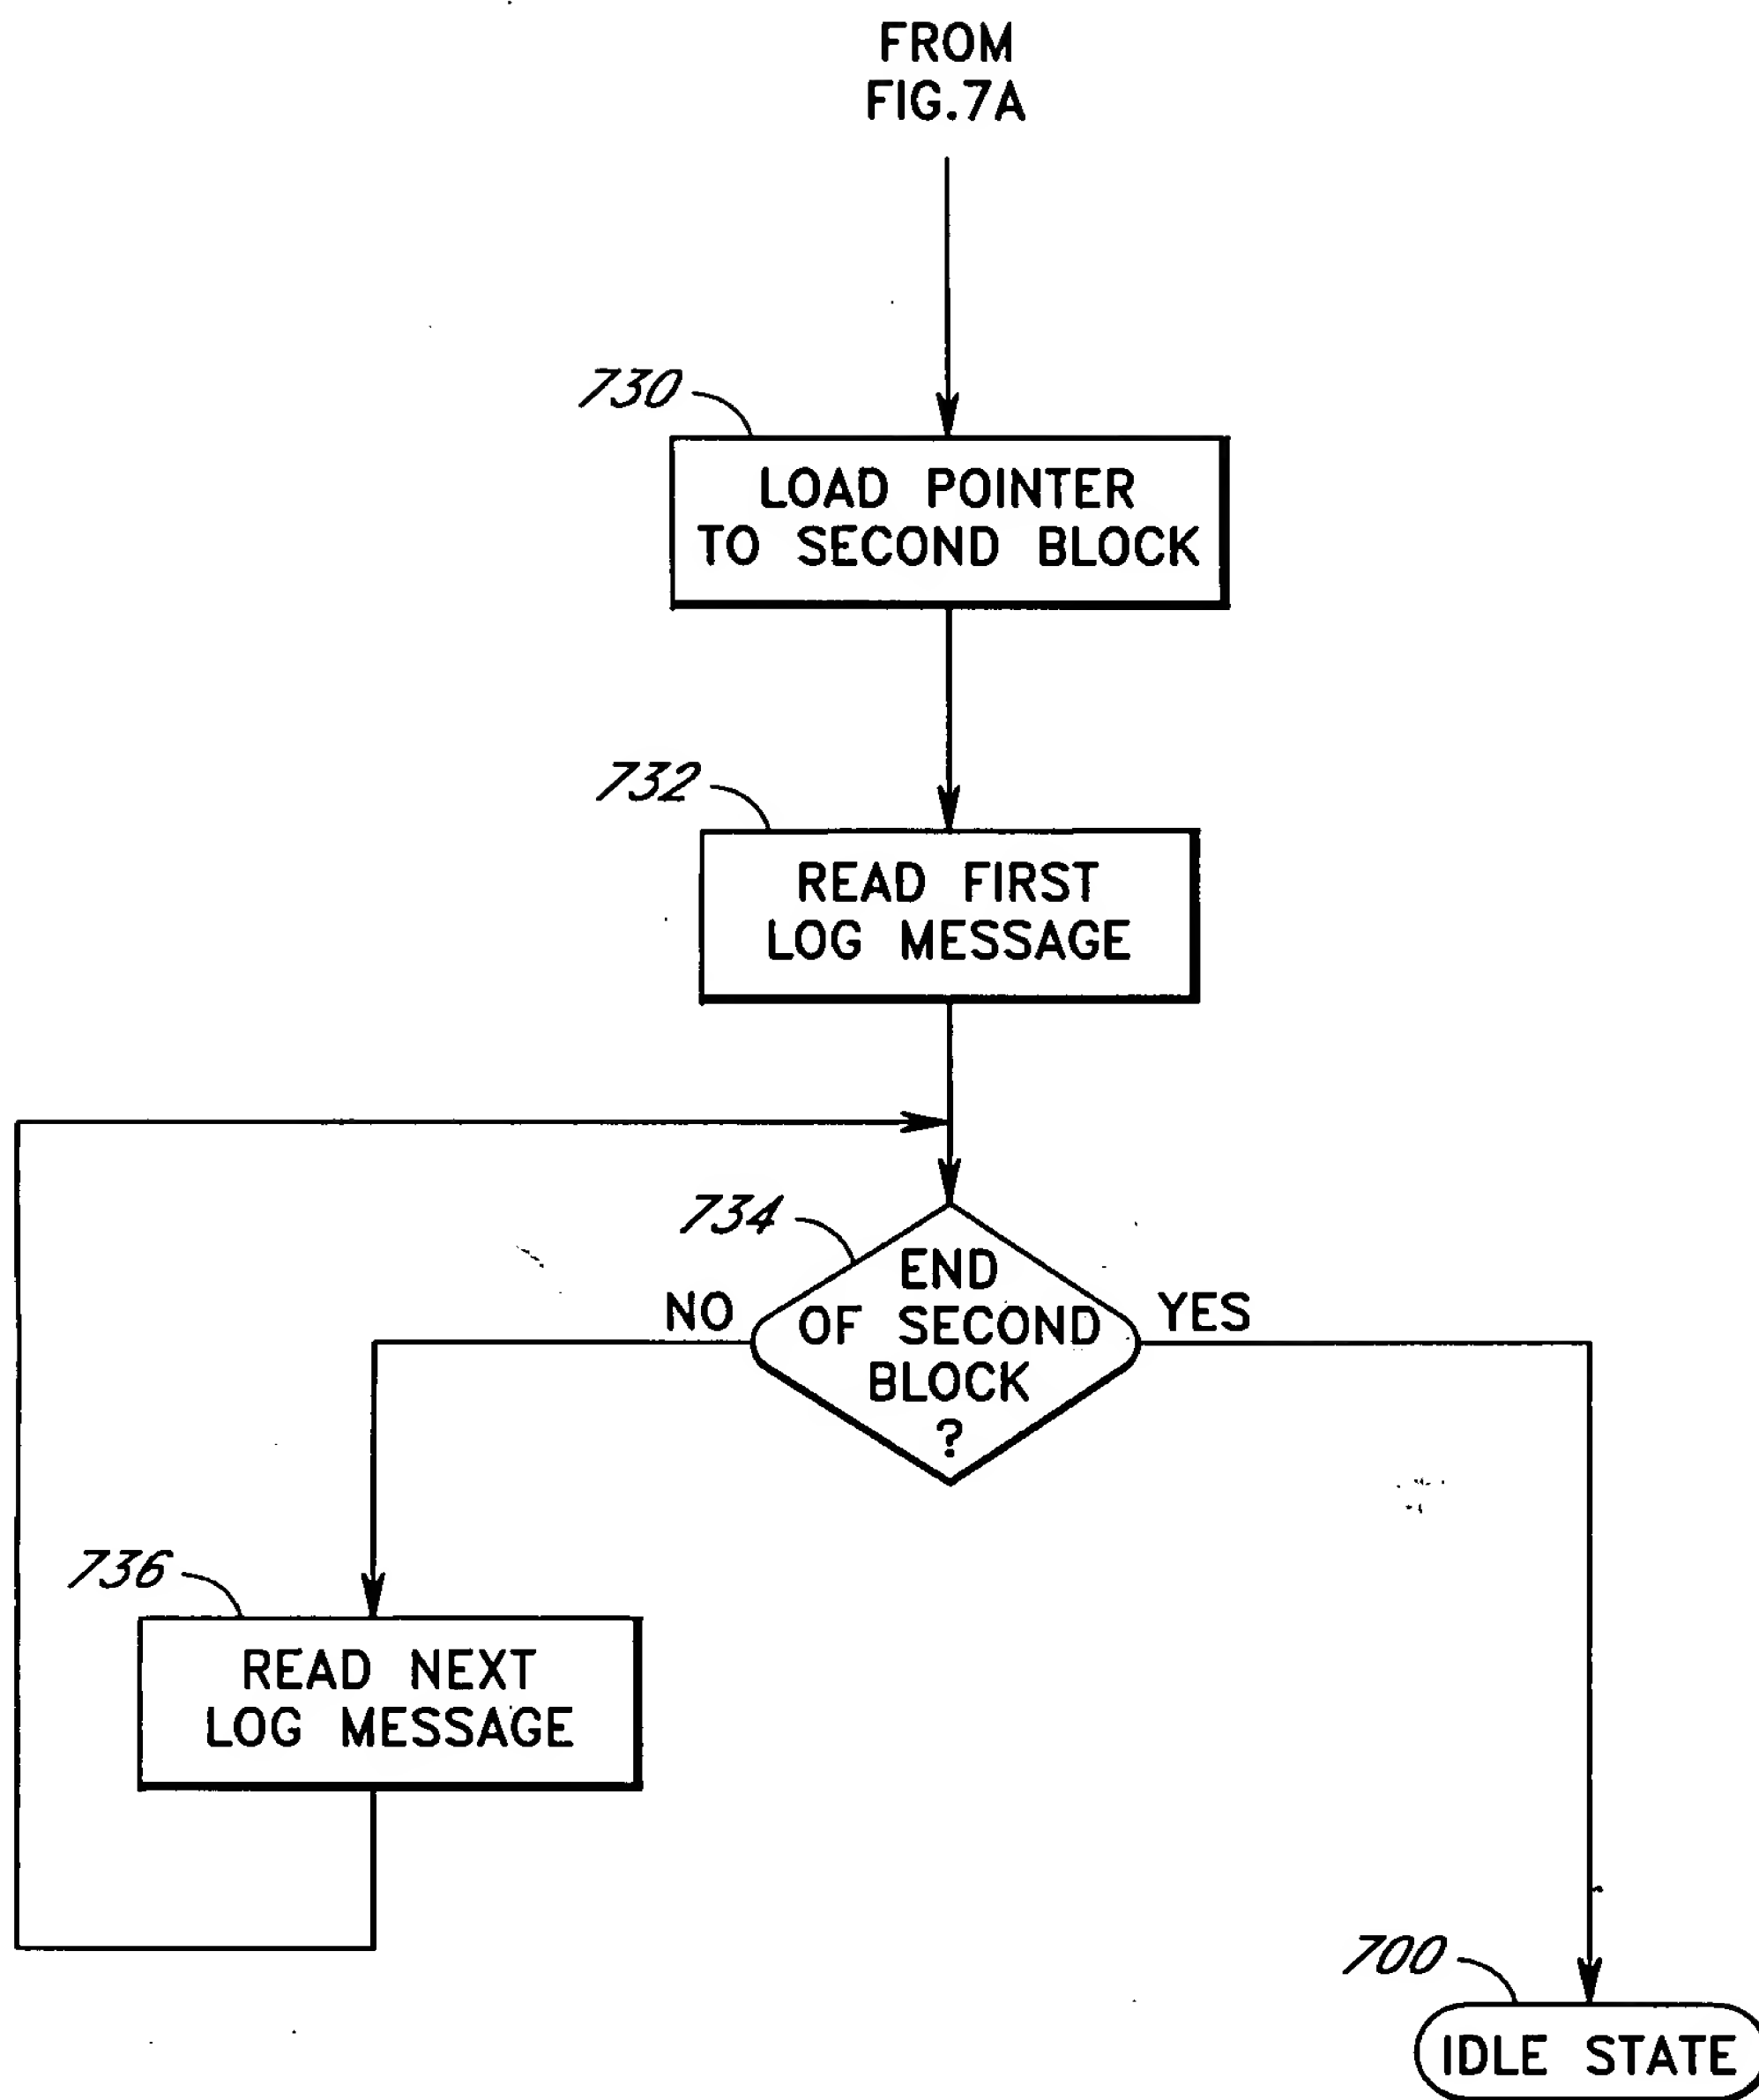 FROM
FIG.7A
730
LOAD POINTER
TO SECOND BLOCK
732
READ FIRST
LOG MESSAGE
734
END
OF SECOND
BLOCK
?
NO
YES
736
READ NEXT
LOG MESSAGE
700
IDLE STATE